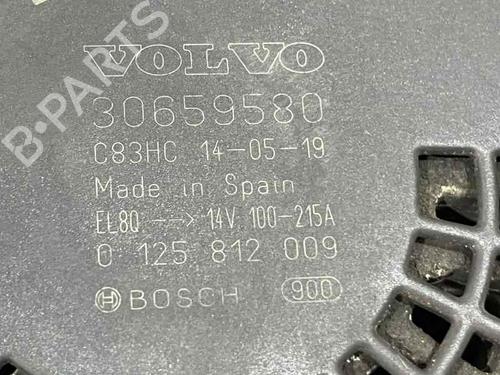 VOLVO
30659580
C83HC 14-05-19
Made in Spain
EL8Q --> 14V 100-215A
0 125 812 009
BOSCH 900
B-PARTS